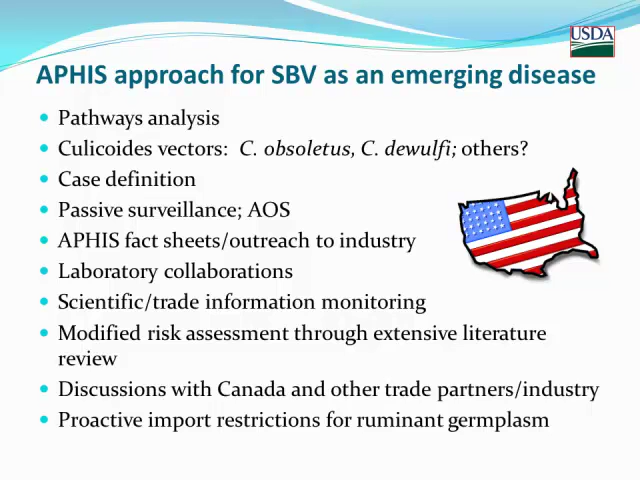 USDA
APHIS approach for SBV as an emerging disease
• Pathways analysis
• Culicoides vectors: C. obsoletus, C. dewulfi; others?
• Case definition
• Passive surveillance; AOS
• APHIS fact sheets/outreach to industry
• Laboratory collaborations
• Scientific/trade information monitoring
• Modified risk assessment through extensive literature
review
• Discussions with Canada and other trade partners/industry
• Proactive import restrictions for ruminant germplasm